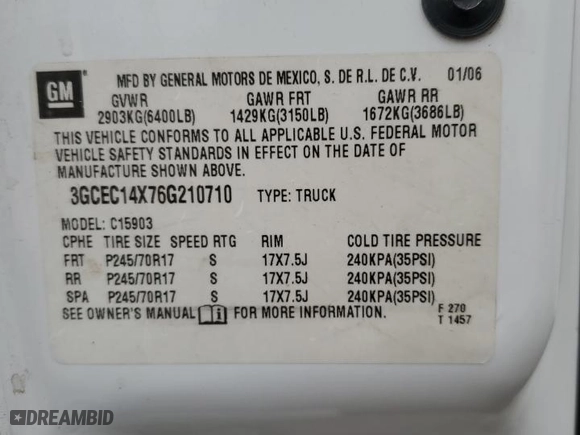 GM
MFD BY GENERAL MOTORS DE MEXICO, S. DE R.L. DE C.V. 01/06
GVWR GAWR FRT GAWR RR
2903KG(6400LB) 1429KG(3150LB) 1672KG(3686LB)
THIS VEHICLE CONFORMS TO ALL APPLICABLE U.S. FEDERAL MOTOR
VEHICLE SAFETY STANDARDS IN EFFECT ON THE DATE OF
MANUFACTURE SHOWN ABOVE.
3GCEC14X76G210710 TYPE: TRUCK
MODEL: C15903
CPHE TIRE SIZE SPEED RTG RIM COLD TIRE PRESSURE
FRT P245/70R17 S 17X7.5J 240KPA(35PSI)
RR P245/70R17 S 17X7.5J 240KPA(35PSI)
SPA P245/70R17 S 17X7.5J 240KPA(35PSI)
SEE OWNER'S MANUAL FOR MORE INFORMATION.
F 270
T 1457
DREAMBID